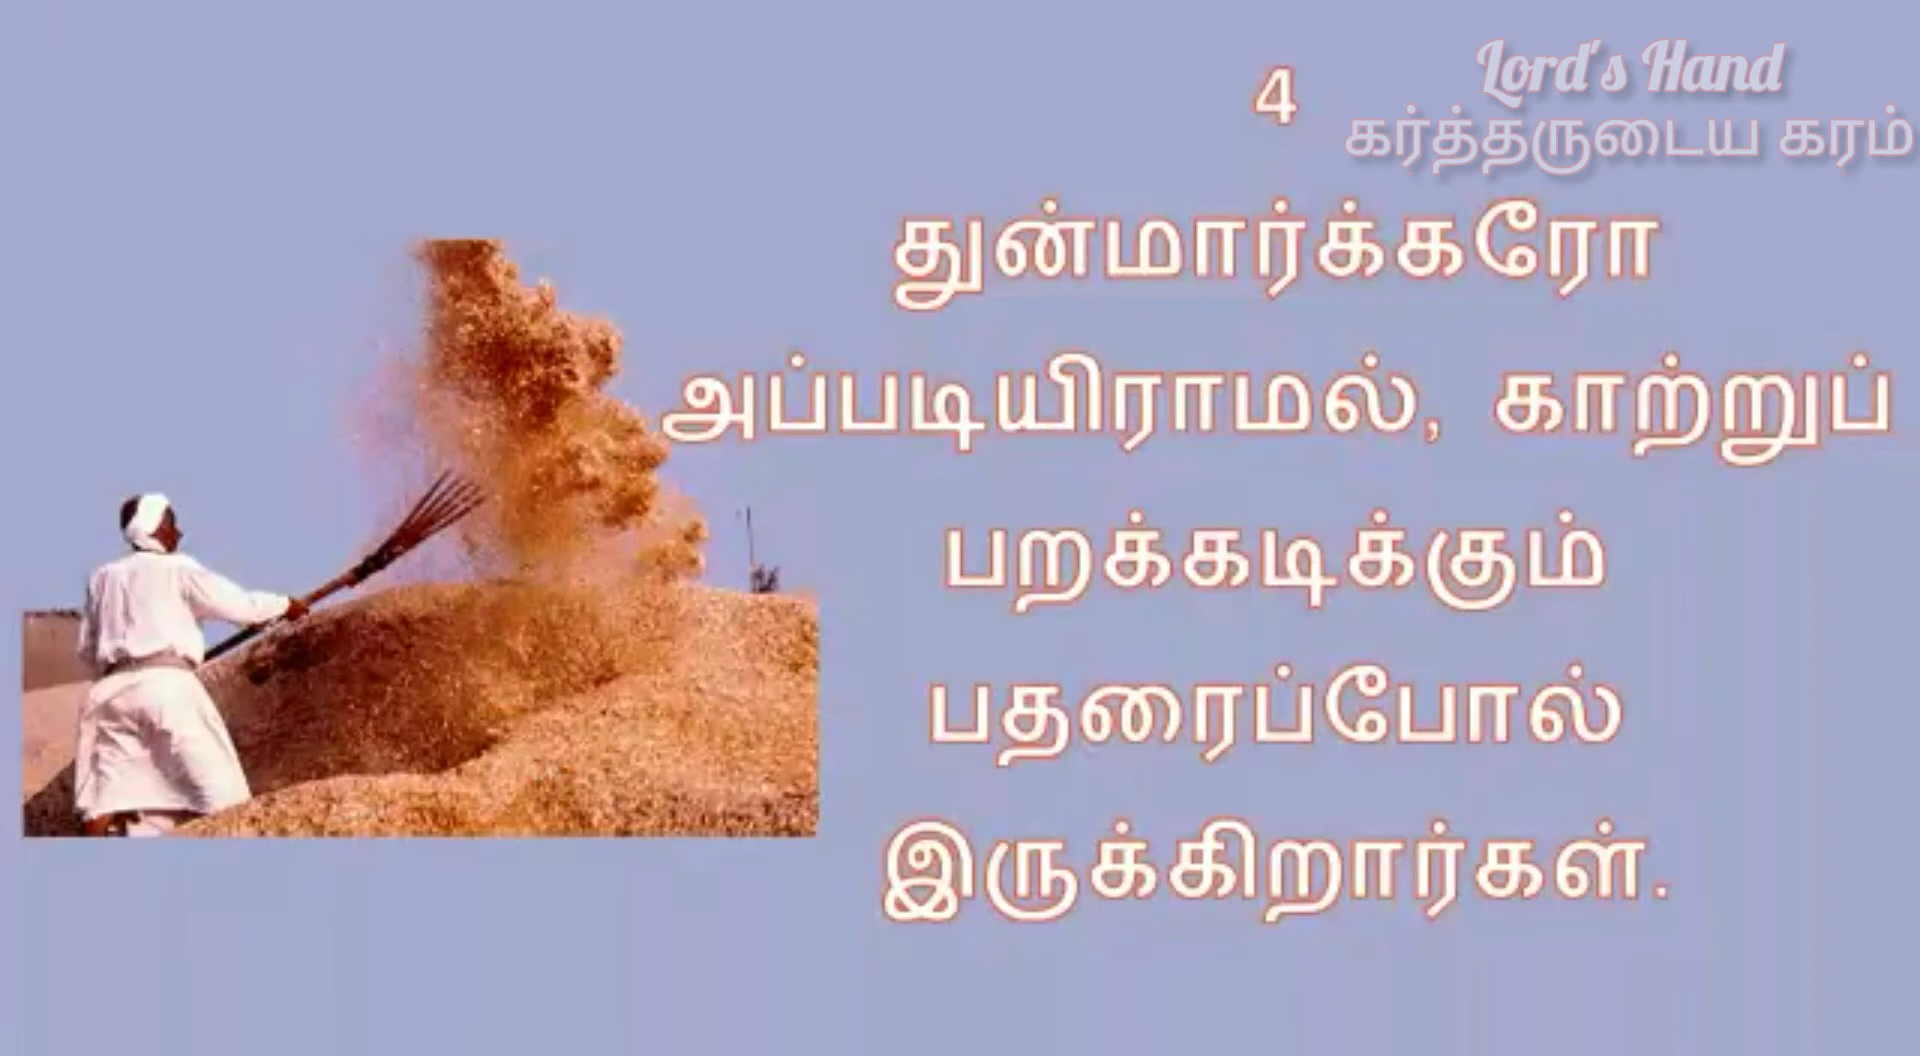 Lord's Hand
கர்த்தருடைய கரம்
4
துன்மார்க்கரோ
அப்படியிராமல், காற்றுப்
பறக்கடிக்கும்
பதரைப்போல்
இருக்கிறார்கள்.